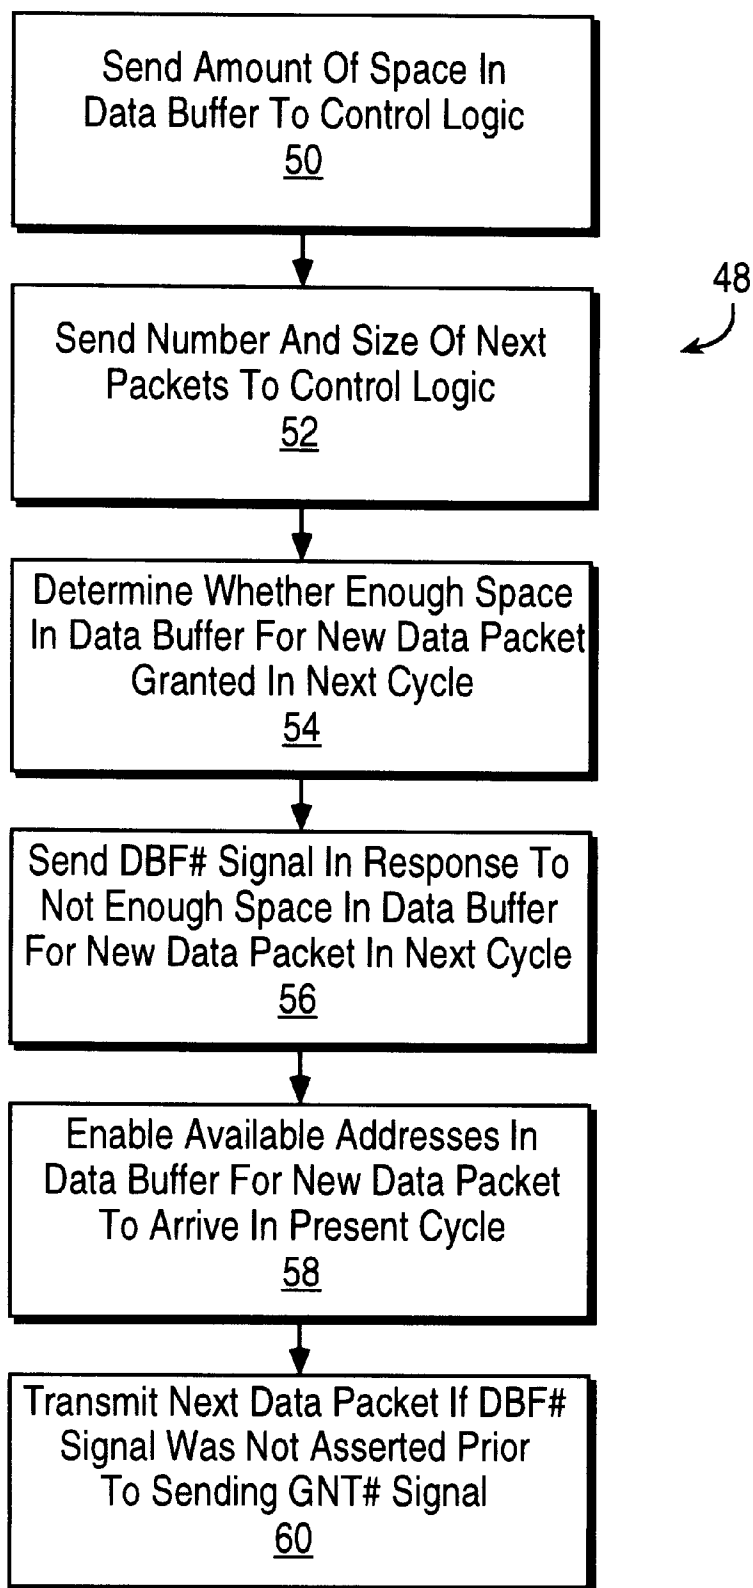 Send Amount Of Space In
Data Buffer To Control Logic
50
48
Send Number And Size Of Next
Packets To Control Logic
52
Determine Whether Enough Space
In Data Buffer For New Data Packet
Granted In Next Cycle
54
Send DBF# Signal In Response To
Not Enough Space In Data Buffer
For New Data Packet In Next Cycle
56
Enable Available Addresses In
Data Buffer For New Data Packet
To Arrive In Present Cycle
58
Transmit Next Data Packet If DBF#
Signal Was Not Asserted Prior
To Sending GNT# Signal
60